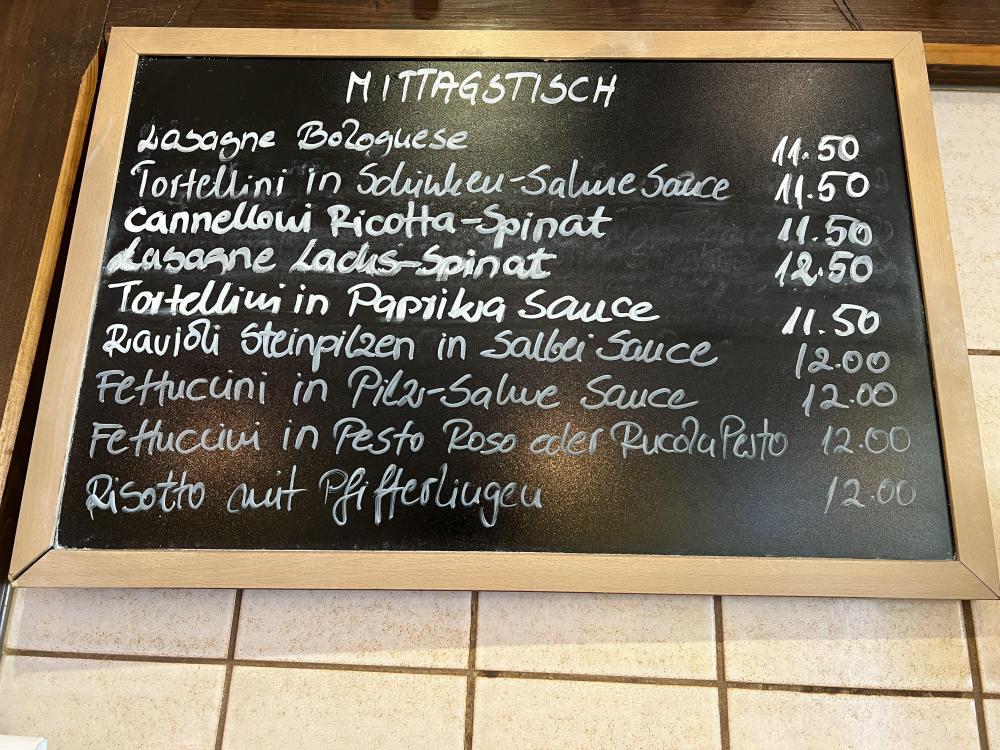 MITTAGSTISCH
Lasagne Bolognese 11.50
Tortellini in Schinken-Sahne Sauce 11.50
Cannelloni Ricotta-Spinat 11.50
Lasagne Lachs-Spinat 12.50
Tortellini in Paprika Sauce 11.50
Ravioli Steinpilzen in Salbei Sauce 12.00
Fettuccini in Pilz-Sahne Sauce 12.00
Fettuccini in Pesto Roso oder Rucola Pesto 12.00
Risotto mit Pfifferlingen 12.00